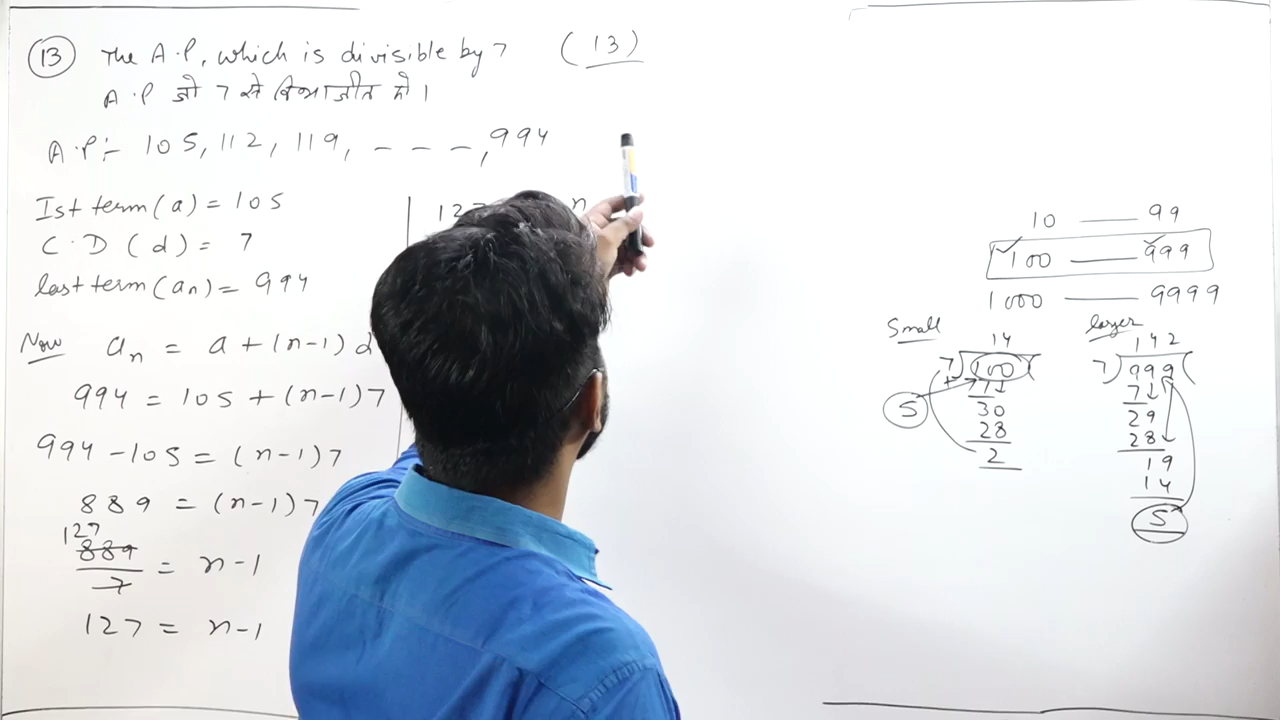 13 The A.P, which is divisible by 7 (13)
A.P जो 7 से विभाजीत हो।
A.P:- 105, 112, 119, - - - , 994
Ist term (a) = 105
C.D (d) = 7
last term (an) = 994
Now an = a + (n-1) d
994 = 105 + (n-1) 7
994 - 105 = (n-1) 7
889 = (n-1) 7
127
889
7 = n-1
127 = n-1
127
n
10 —— 99
100 —— 999
1000 —— 9999
Small
14
7) 100 (
7
30
28
2
5
larger
142
7) 999 (
7
29
28
19
14
5